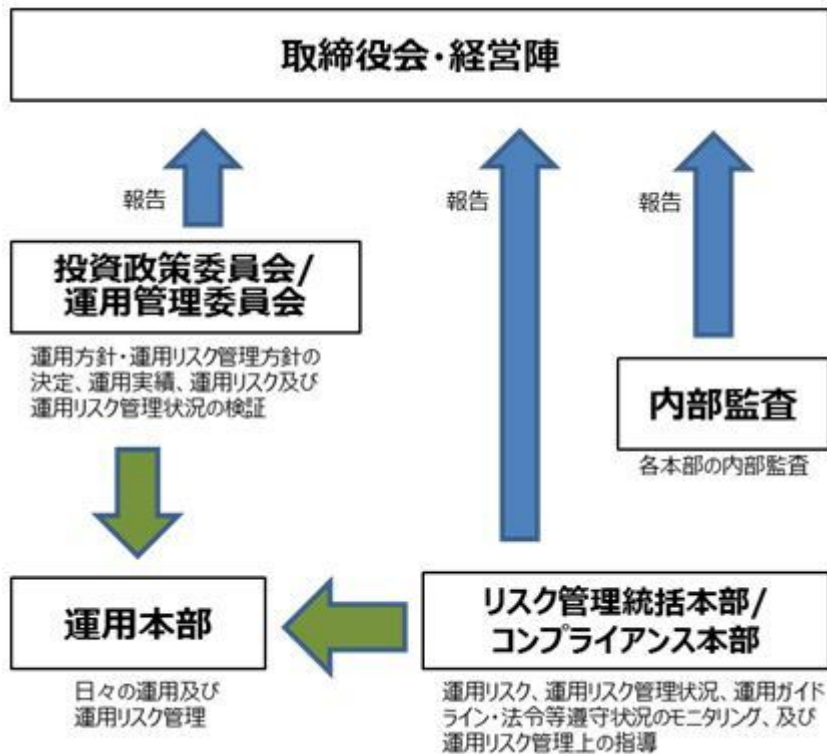 取締役会・経営陣
報告
報告
報告
投資政策委員会/
運用管理委員会
運用方針・運用リスク管理方針の
決定、運用実績、運用リスク及び
運用リスク管理状況の検証
内部監査
各本部の内部監査
運用本部
日々の運用及び
運用リスク管理
リスク管理統括本部/
コンプライアンス本部
運用リスク、運用リスク管理状況、運用ガイド
ライン・法令等遵守状況のモニタリング、及び
運用リスク管理上の指導